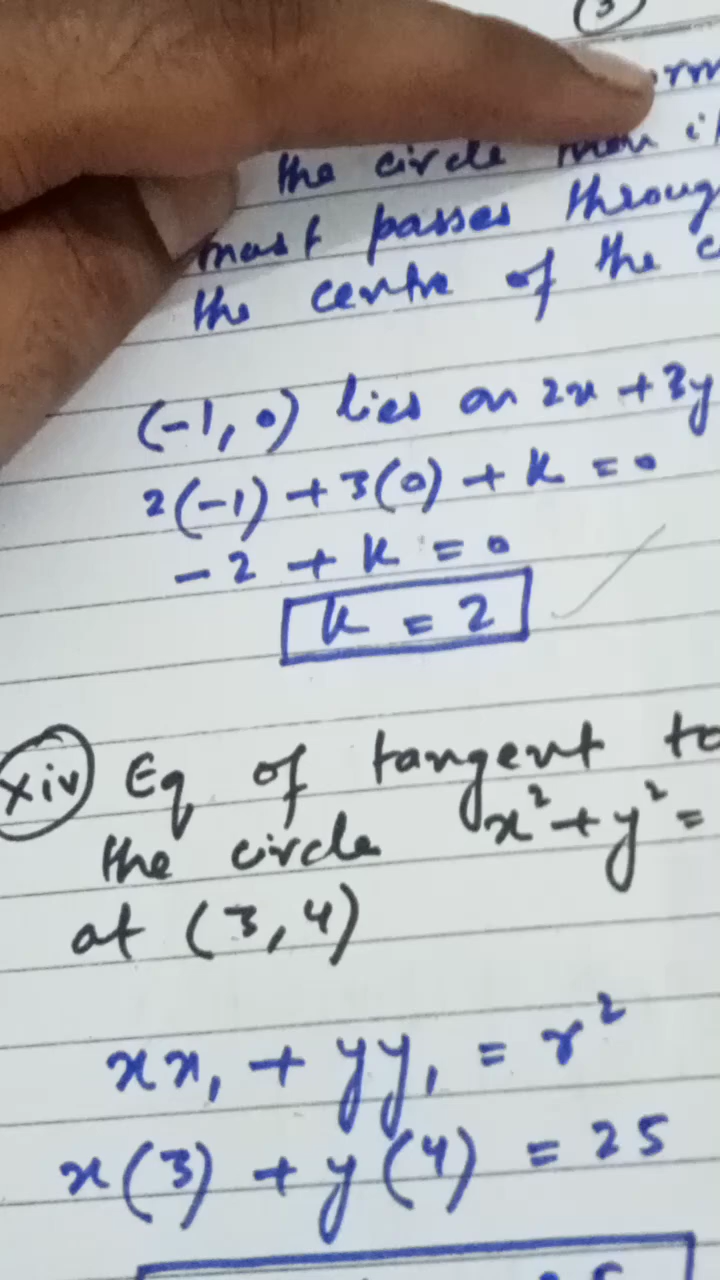 (3)
the circle then
must passes throug
the centre of the c
(-1, 0) lies on 2x + 3y
2(-1) + 3(0) + k = 0
-2 + k = 0
k = 2
xiv Eq of tangent to
the circle x² + y² =
at (3, 4)
xx₁ + yy₁ = r²
x(3) + y(4) = 25